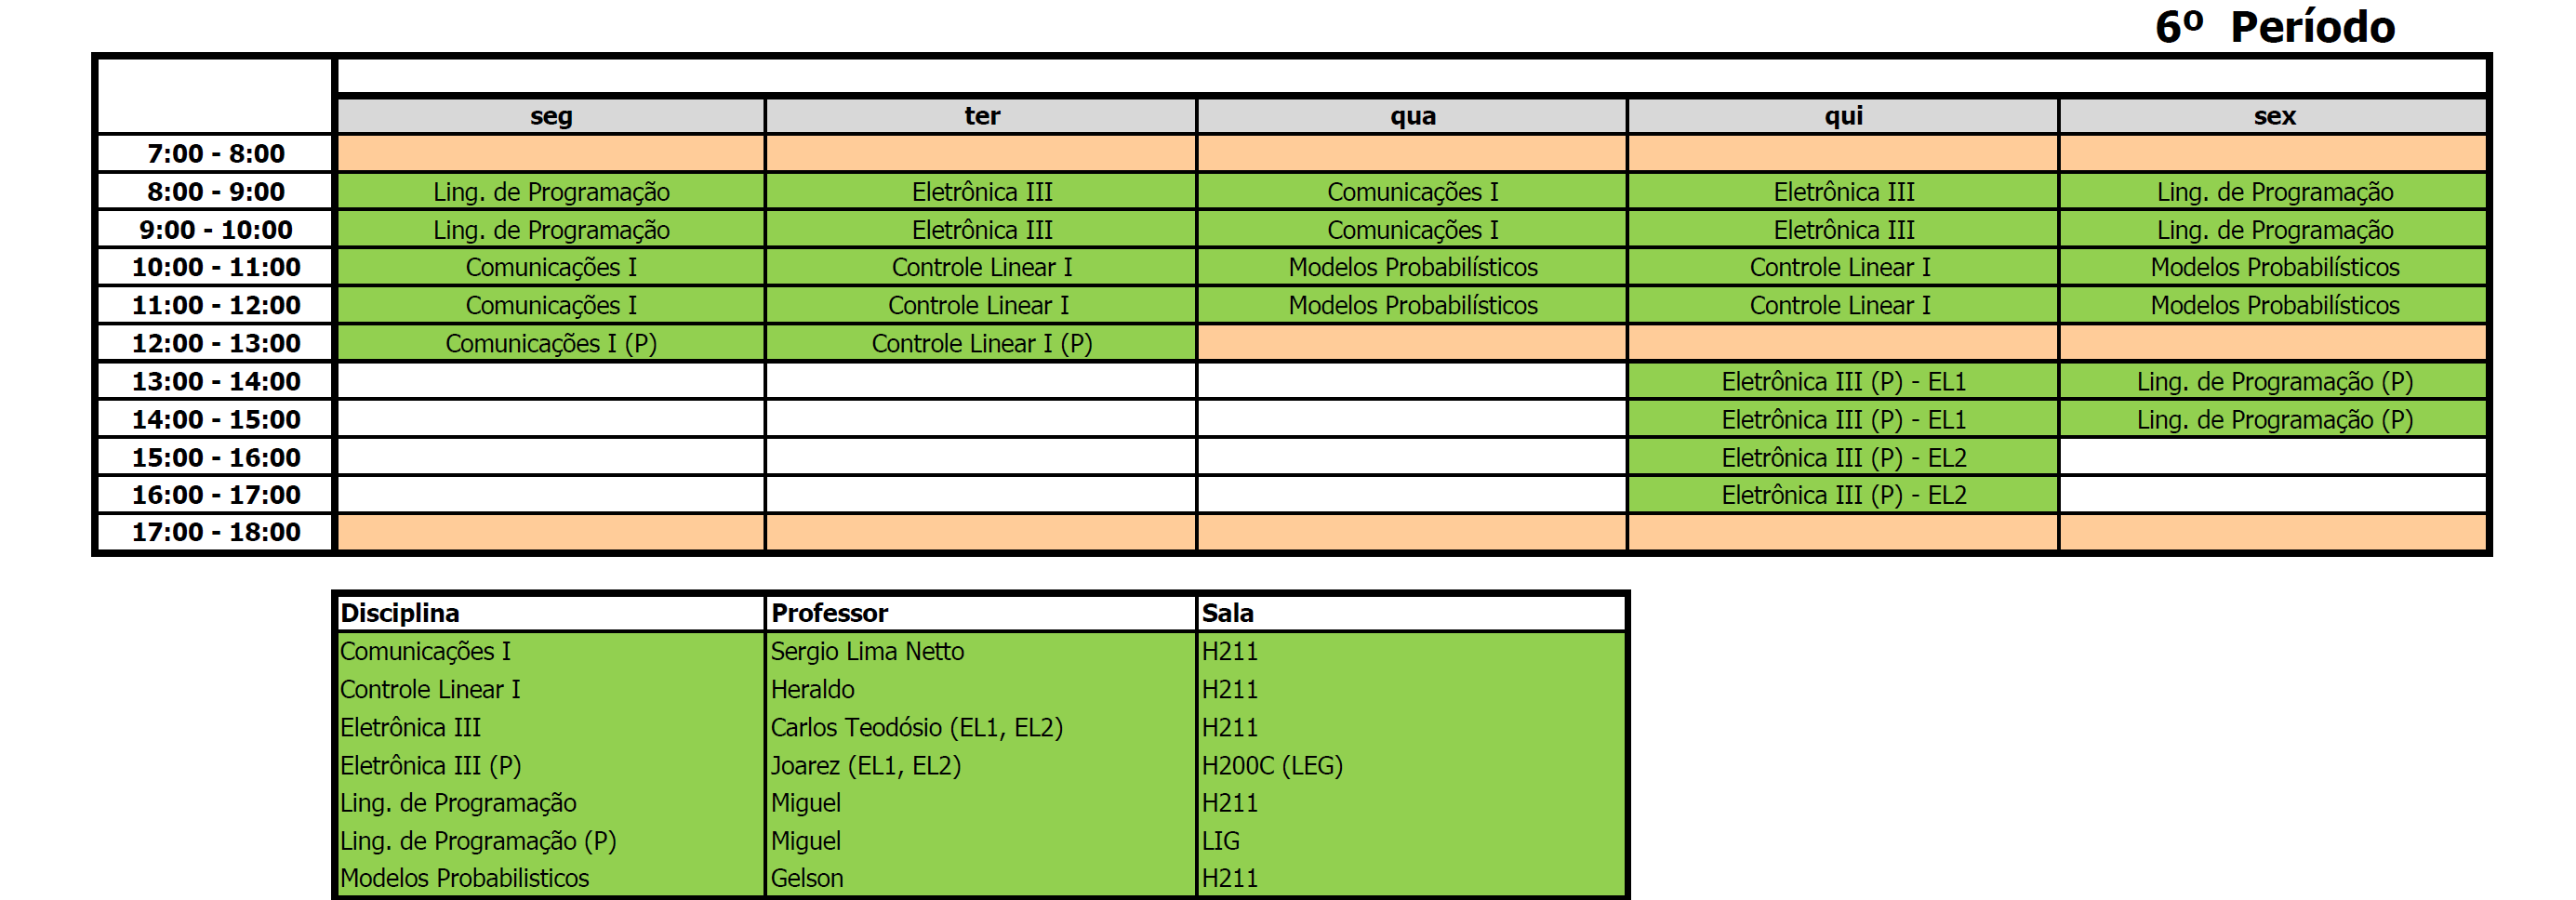 6º Período
seg ter qua qui sex
7:00 - 8:00
8:00 - 9:00 Ling. de Programação Eletrônica III Comunicações I Eletrônica III Ling. de Programação
9:00 - 10:00 Ling. de Programação Eletrônica III Comunicações I Eletrônica III Ling. de Programação
10:00 - 11:00 Comunicações I Controle Linear I Modelos Probabilísticos Controle Linear I Modelos Probabilísticos
11:00 - 12:00 Comunicações I Controle Linear I Modelos Probabilísticos Controle Linear I Modelos Probabilísticos
12:00 - 13:00 Comunicações I (P) Controle Linear I (P)
13:00 - 14:00 Eletrônica III (P) - EL1 Ling. de Programação (P)
14:00 - 15:00 Eletrônica III (P) - EL1 Ling. de Programação (P)
15:00 - 16:00 Eletrônica III (P) - EL2
16:00 - 17:00 Eletrônica III (P) - EL2
17:00 - 18:00
Disciplina Professor Sala
Comunicações I Sergio Lima Netto H211
Controle Linear I Heraldo H211
Eletrônica III Carlos Teodósio (EL1, EL2) H211
Eletrônica III (P) Joarez (EL1, EL2) H200C (LEG)
Ling. de Programação Miguel H211
Ling. de Programação (P) Miguel LIG
Modelos Probabilisticos Gelson H211